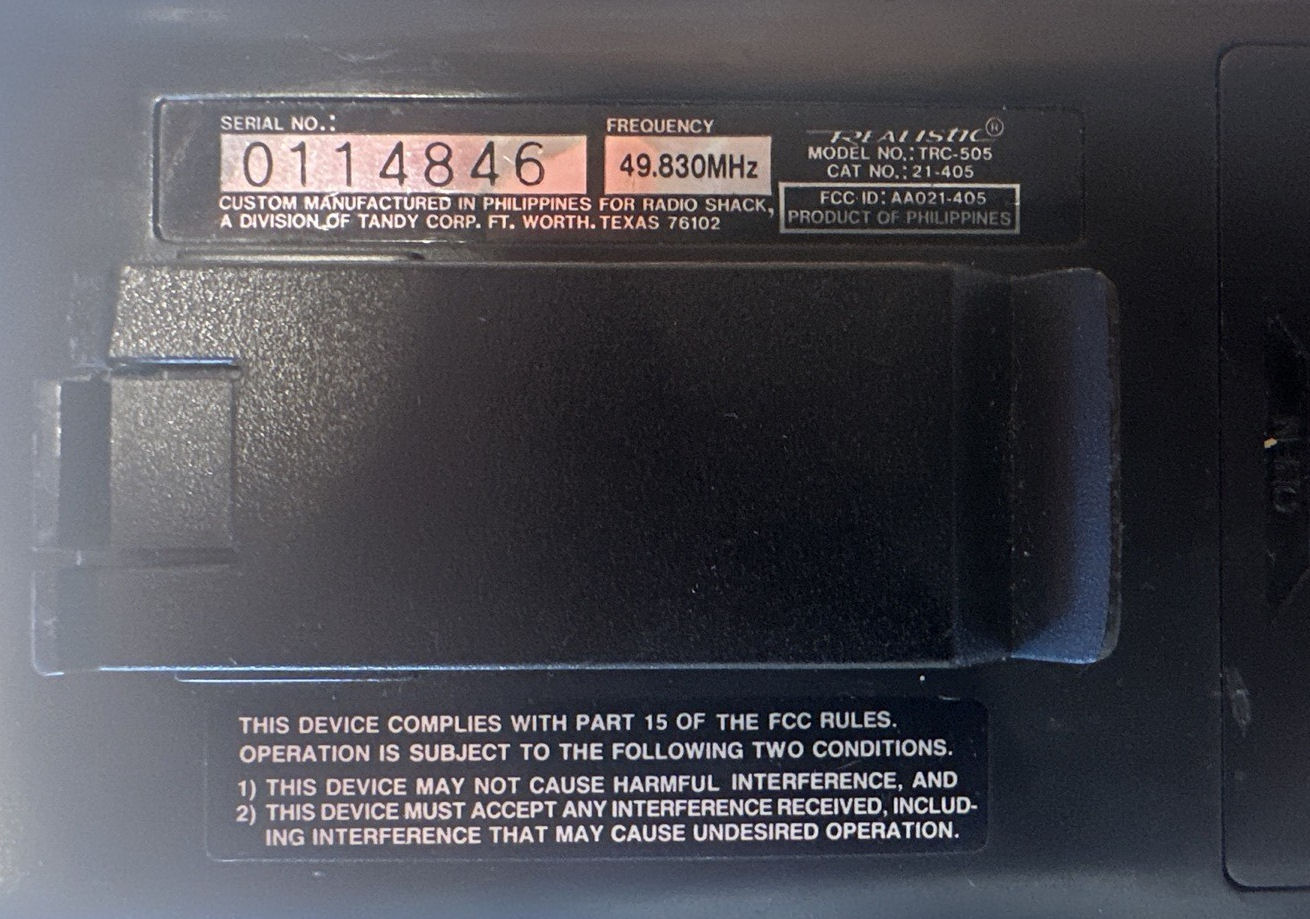 SERIAL NO.:
0114846
FREQUENCY
49.830MHz
REALISTIC®
MODEL NO.: TRC-505
CAT NO.: 21-405
FCC ID: AA021-405
PRODUCT OF PHILIPPINES
CUSTOM MANUFACTURED IN PHILIPPINES FOR RADIO SHACK,
A DIVISION OF TANDY CORP. FT. WORTH. TEXAS 76102
OPEN
THIS DEVICE COMPLIES WITH PART 15 OF THE FCC RULES.
OPERATION IS SUBJECT TO THE FOLLOWING TWO CONDITIONS.
1) THIS DEVICE MAY NOT CAUSE HARMFUL INTERFERENCE, AND
2) THIS DEVICE MUST ACCEPT ANY INTERFERENCE RECEIVED, INCLUD-
ING INTERFERENCE THAT MAY CAUSE UNDESIRED OPERATION.